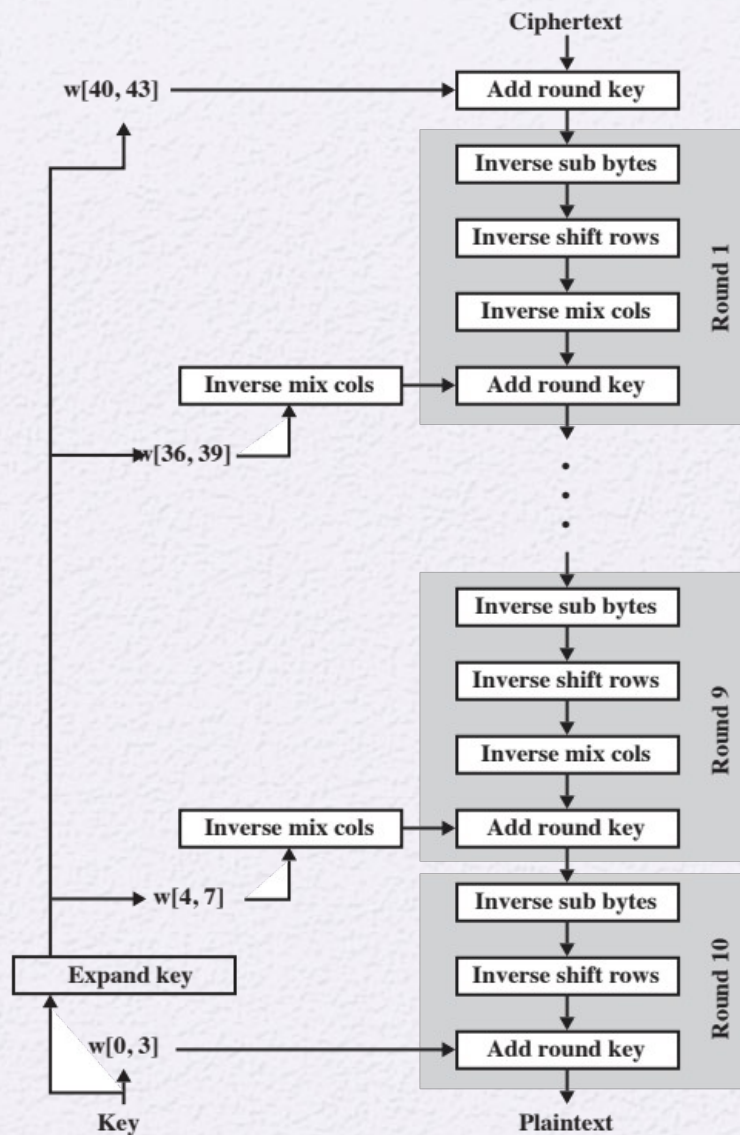 Ciphertext
w[40, 43]
Add round key
Inverse sub bytes
Inverse shift rows
Inverse mix cols
Inverse mix cols
Add round key
Round 1
w[36, 39]
Inverse sub bytes
Inverse shift rows
Inverse mix cols
Inverse mix cols
Add round key
Round 9
w[4, 7]
Inverse sub bytes
Expand key
Inverse shift rows
w[0, 3]
Add round key
Round 10
Key
Plaintext